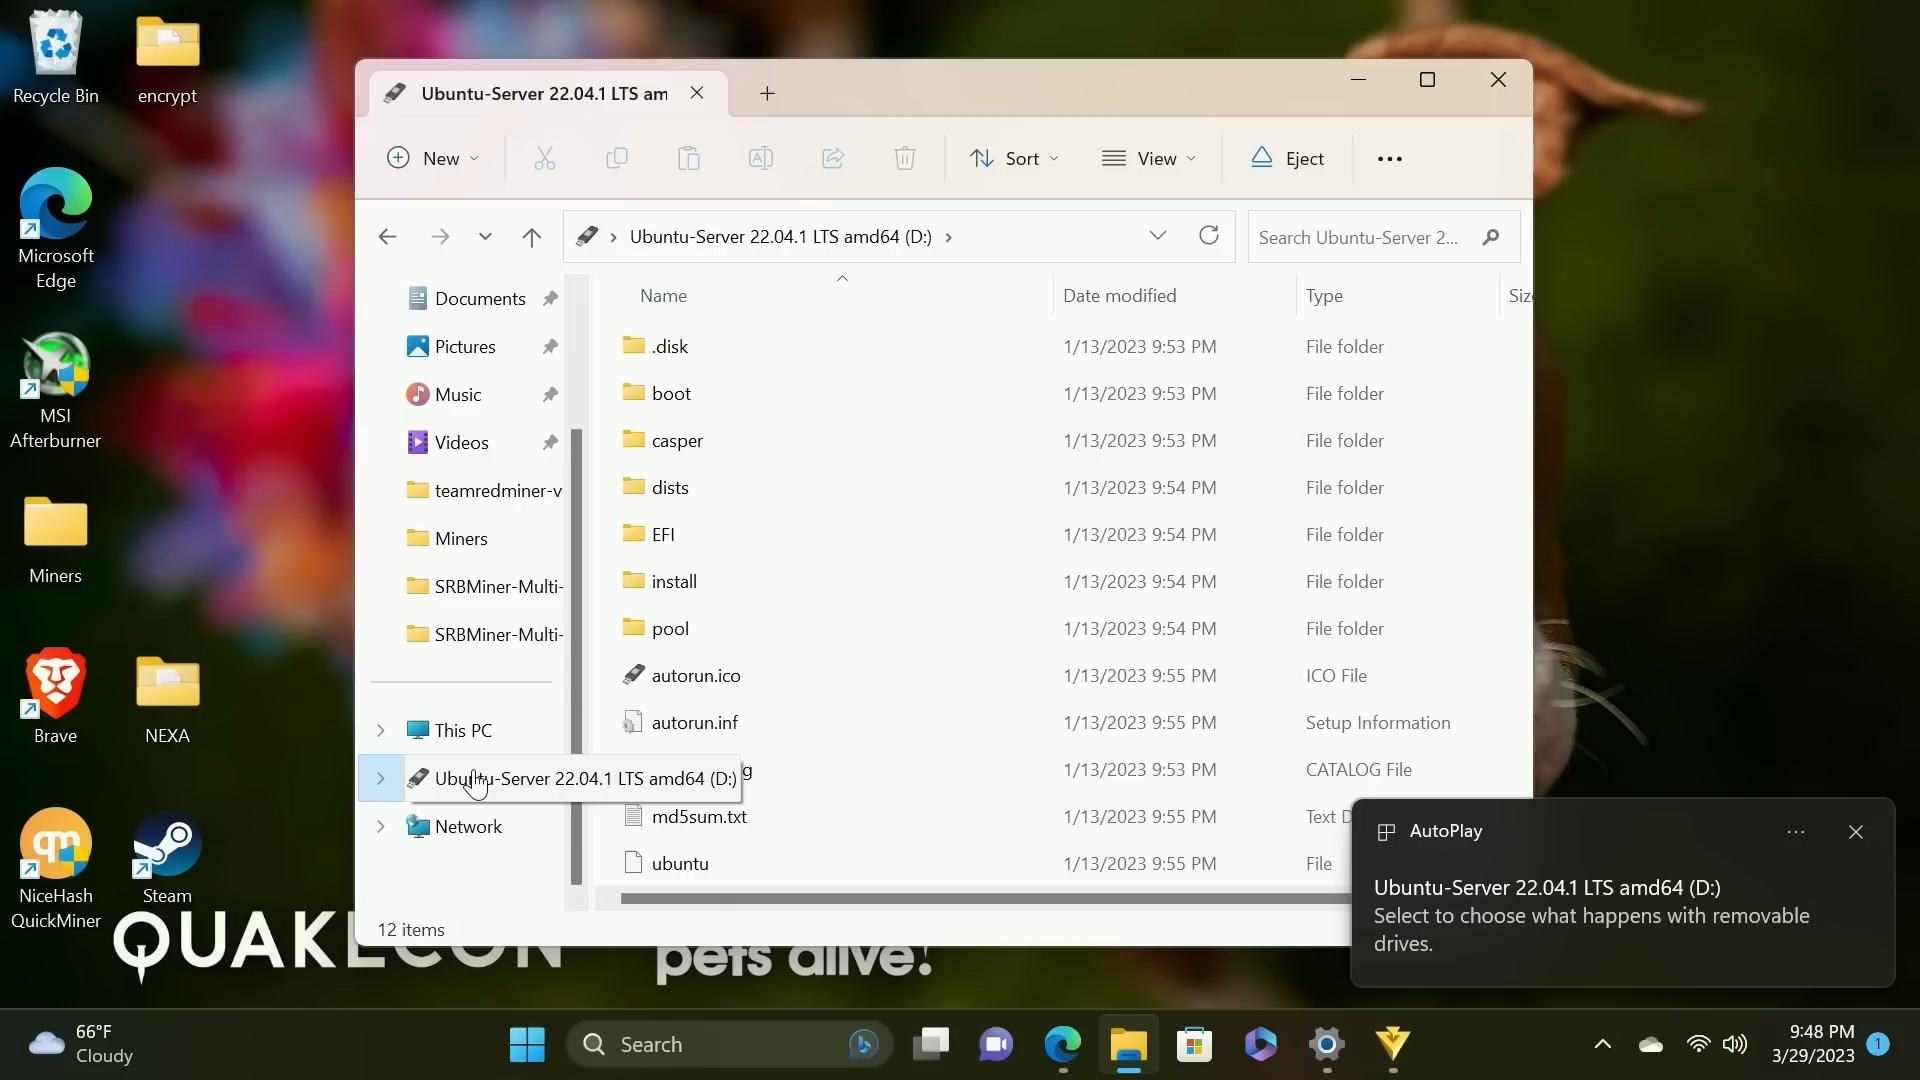 Recycle Bin
encrypt
Microsoft
Edge
MSI
Afterburner
Miners
Brave
NEXA
NiceHash
QuickMiner
Steam
Ubuntu-Server 22.04.1 LTS am
New
Sort
View
Eject
Ubuntu-Server 22.04.1 LTS amd64 (D:)
Search Ubuntu-Server 2...
Documents
Pictures
Music
Videos
teamredminer-v
Miners
SRBMiner-Multi-
SRBMiner-Multi-
This PC
Ubuntu-Server 22.04.1 LTS amd64 (D:)
Network
Name Date modified Type Siz
.disk 1/13/2023 9:53 PM File folder
boot 1/13/2023 9:53 PM File folder
casper 1/13/2023 9:53 PM File folder
dists 1/13/2023 9:54 PM File folder
EFI 1/13/2023 9:54 PM File folder
install 1/13/2023 9:54 PM File folder
pool 1/13/2023 9:54 PM File folder
autorun.ico 1/13/2023 9:55 PM ICO File
autorun.inf 1/13/2023 9:55 PM Setup Information
g 1/13/2023 9:53 PM CATALOG File
md5sum.txt 1/13/2023 9:55 PM Text D
ubuntu 1/13/2023 9:55 PM File
12 items
AutoPlay
Ubuntu-Server 22.04.1 LTS amd64 (D:)
Select to choose what happens with removable
drives.
QUAKECON
pets alive!
66°F
Cloudy
Search
9:48 PM
3/29/2023
1